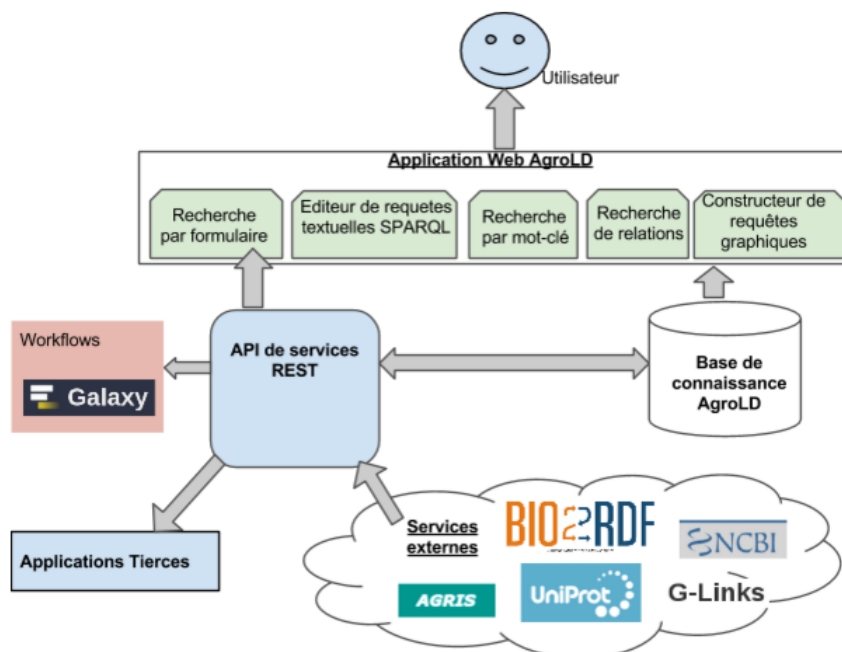 Utilisateur
Application Web AgroLD
Recherche
par formulaire
Editeur de requetes
textuelles SPARQL
Recherche
par mot-clé
Recherche
de relations
Constructeur de
requêtes
graphiques
Workflows
Galaxy
API de services
REST
Base de
connaissance
AgroLD
Applications Tierces
Services
externes
BIO2RDF
NCBI
AGRIS
UniProt
G-Links